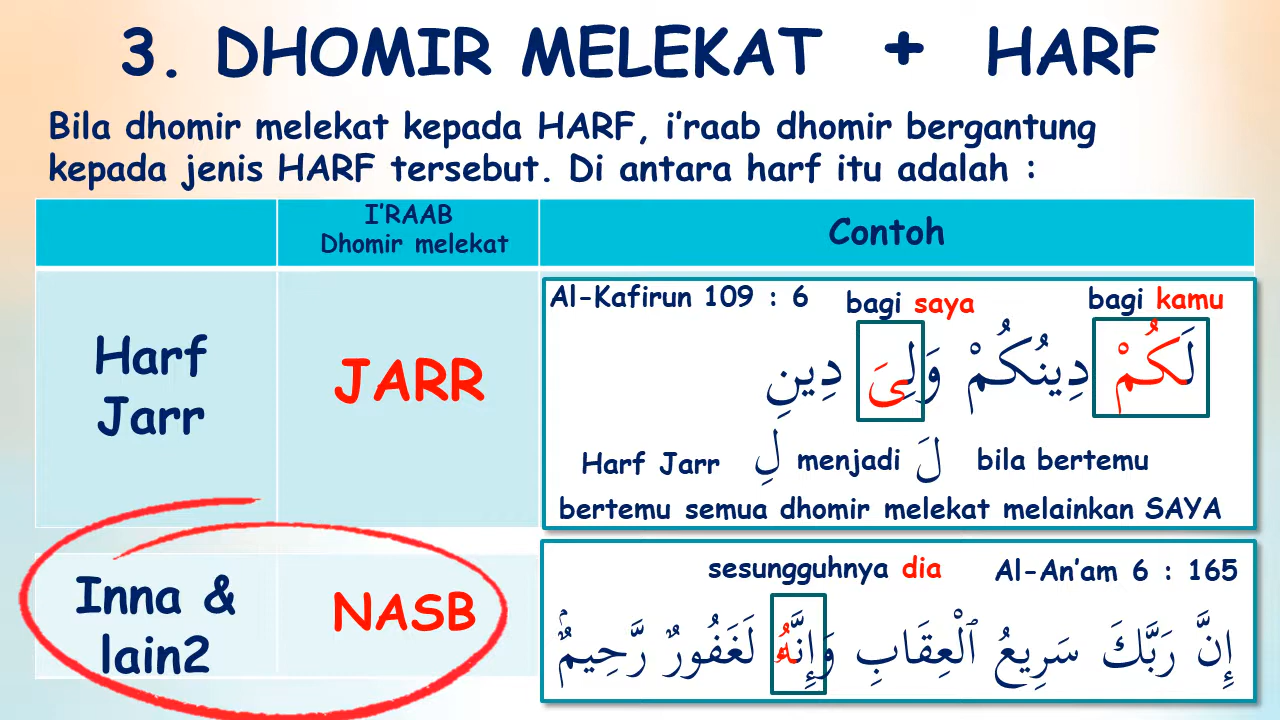 3. DHOMIR MELEKAT + HARF
Bila dhomir melekat kepada HARF, i’raab dhomir bergantung
kepada jenis HARF tersebut. Di antara harf itu adalah :
I’RAAB
Dhomir melekat
Contoh
Harf
Jarr
JARR
Al-Kafirun 109 : 6
bagi saya
bagi kamu
لَكُمْ دِينُكُمْ وَلِىَ دِينِ
Harf Jarr لِ menjadi لَ bila bertemu
bertemu semua dhomir melekat melainkan SAYA
Inna &
lain2
NASB
sesungguhnya dia
Al-An’am 6 : 165
إِنَّ رَبَّكَ سَرِيعُ ٱلْعِقَابِ وَإِنَّهُۥ لَغَفُورٌ رَّحِيمٌۢ